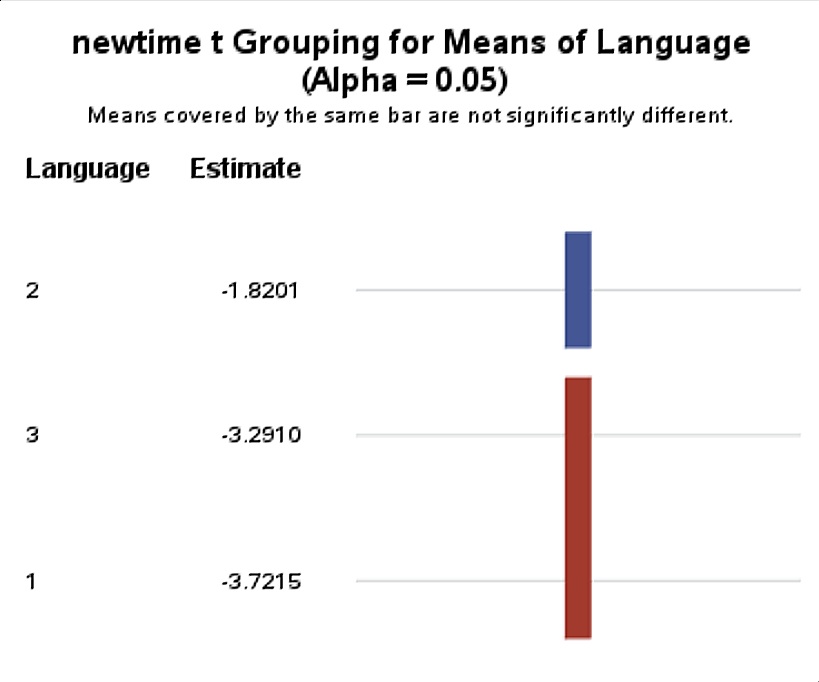 newtime t Grouping for Means of Language
(Alpha = 0.05)
Means covered by the same bar are not significantly different.
Language Estimate
2 -1.8201
3 -3.2910
1 -3.7215